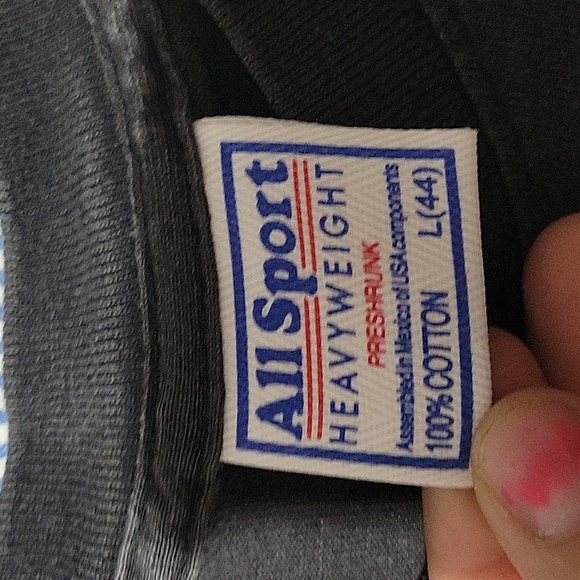 All Sport
HEAVYWEIGHT
PRESHRUNK
Assembled in Mexico of USA components
100% COTTON L(44)